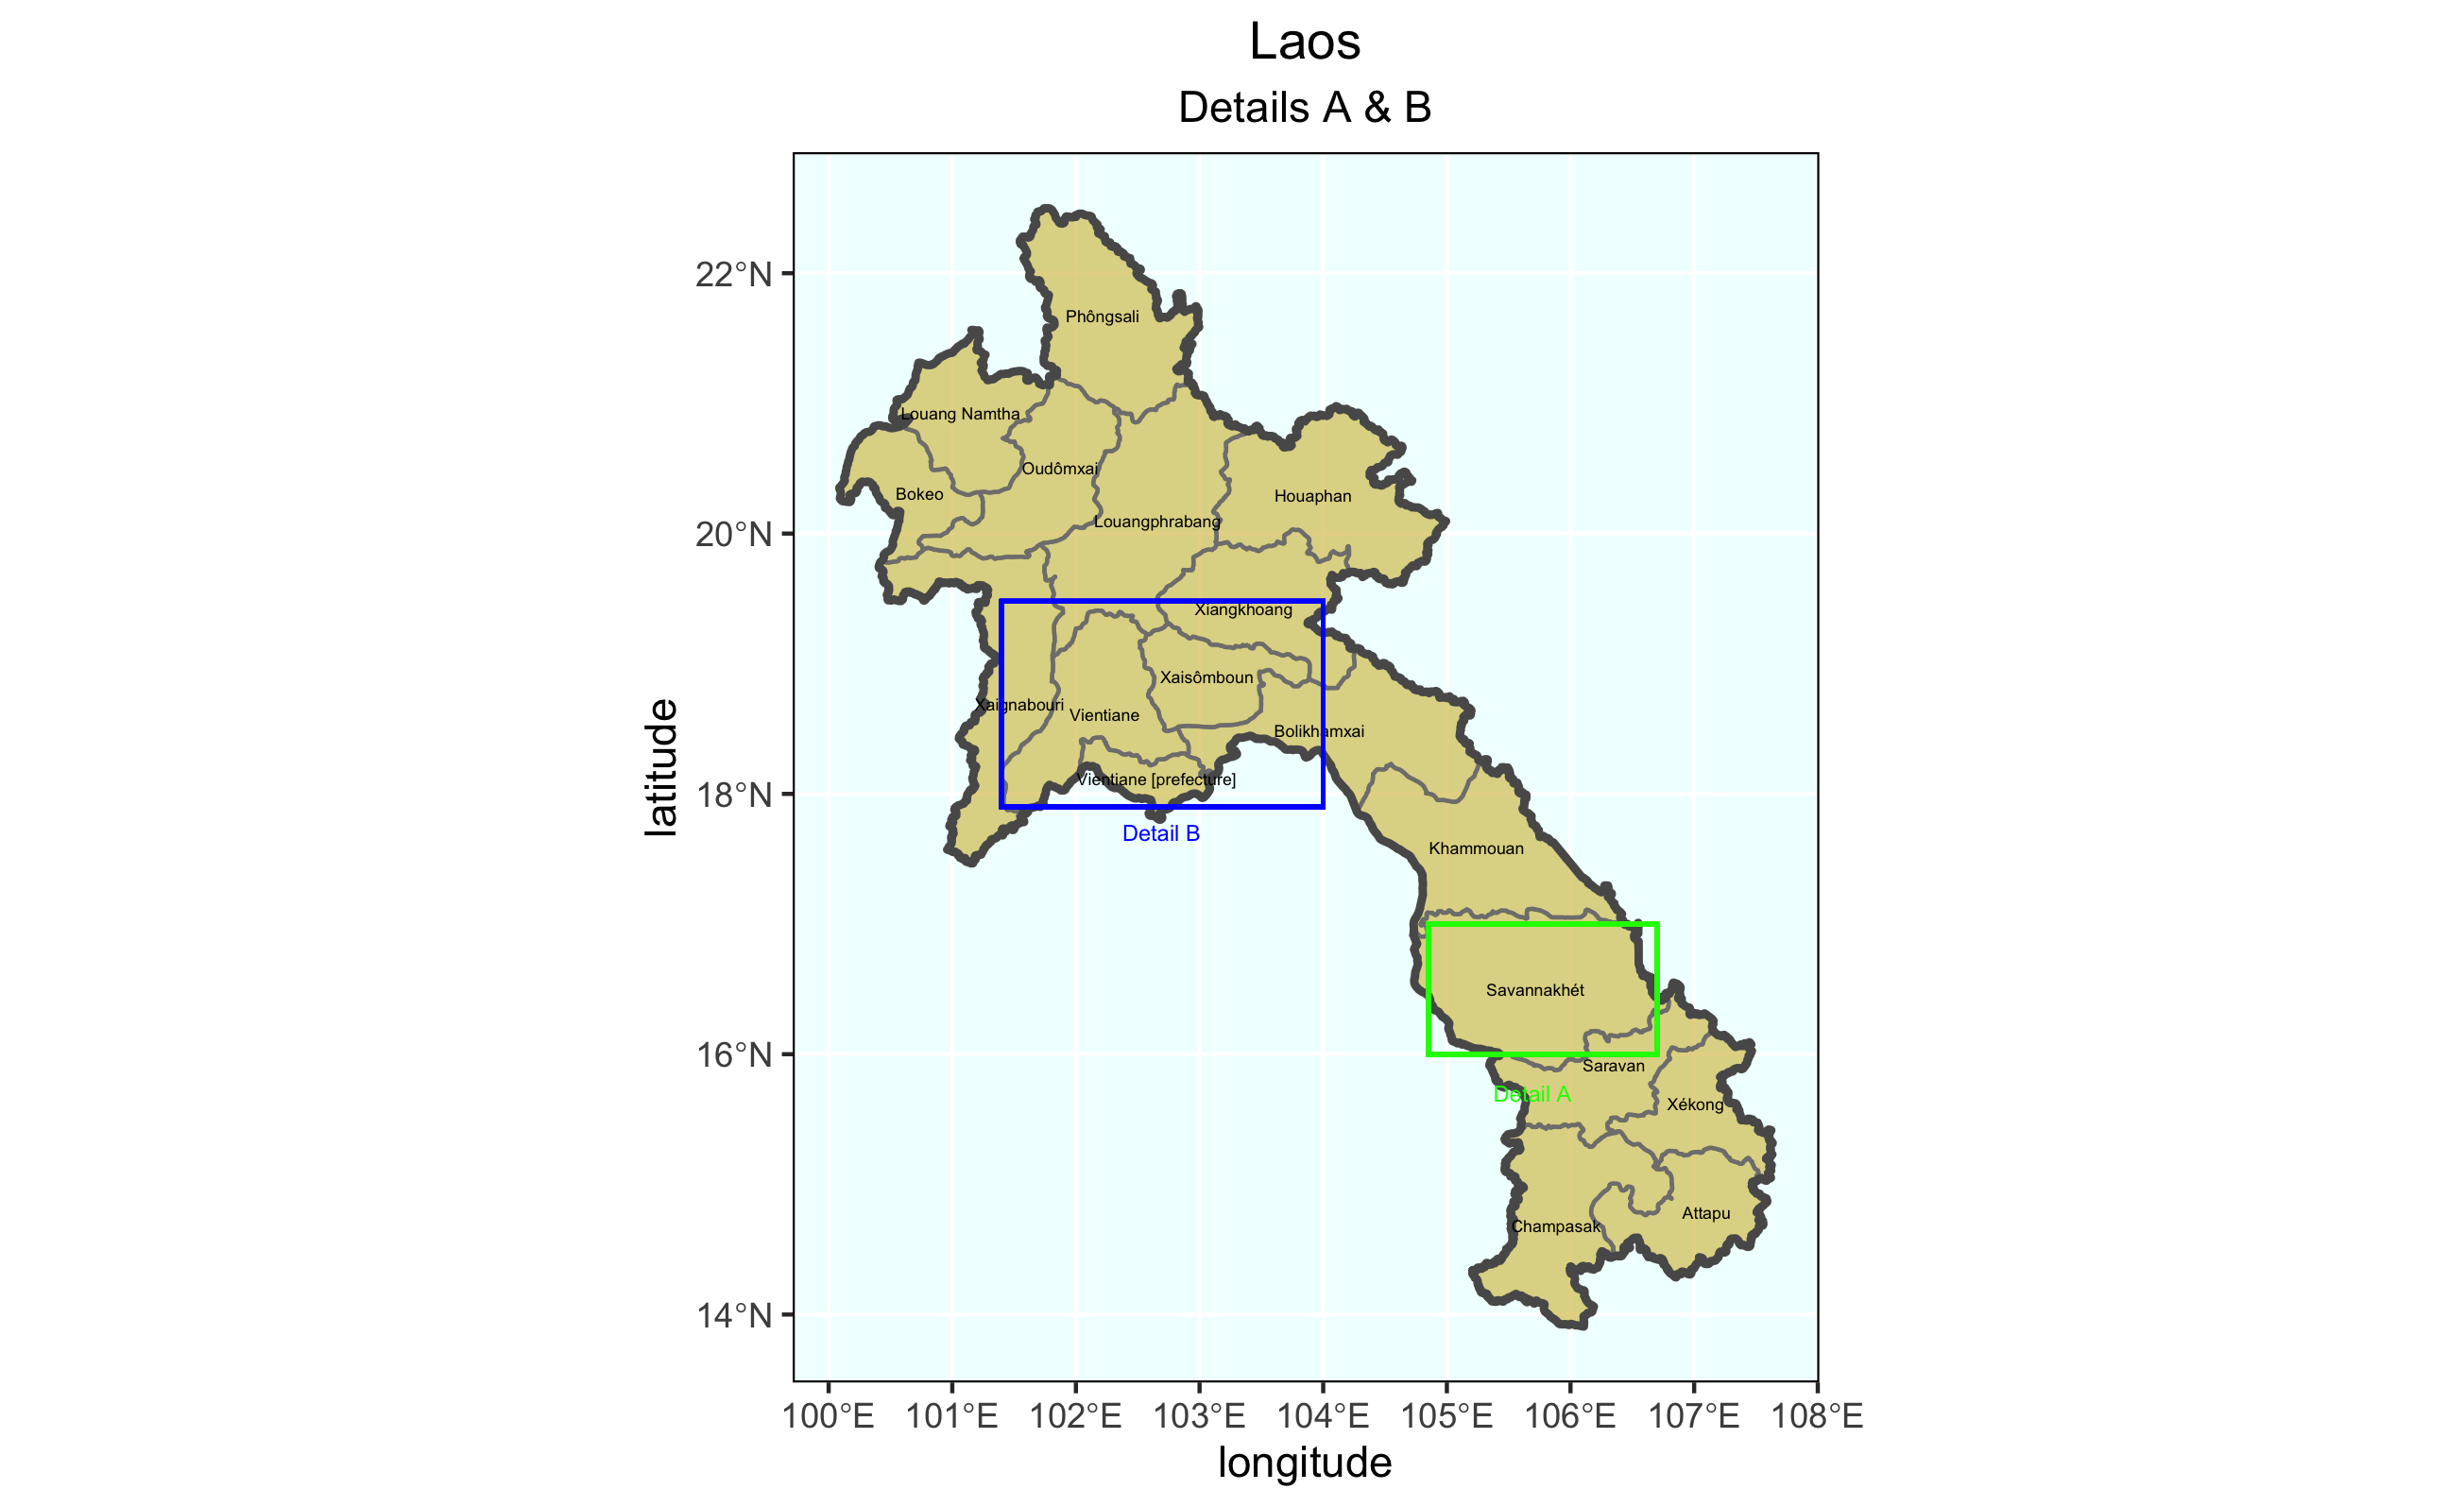 Laos
Details A & B
22°N
20°N
18°N
16°N
14°N
latitude
Phôngsali
Louang Namtha
Oudômxai
Bokeo
Houaphan
Louangphrabang
Xiangkhoang
Xaisômboun
Xaignabouri
Vientiane
Bolikhamxai
Vientiane [prefecture]
Detail B
Khammouan
Savannakhét
Saravan
Detail A
Xékong
Attapu
Champasak
100°E 101°E 102°E 103°E 104°E 105°E 106°E 107°E 108°E
longitude